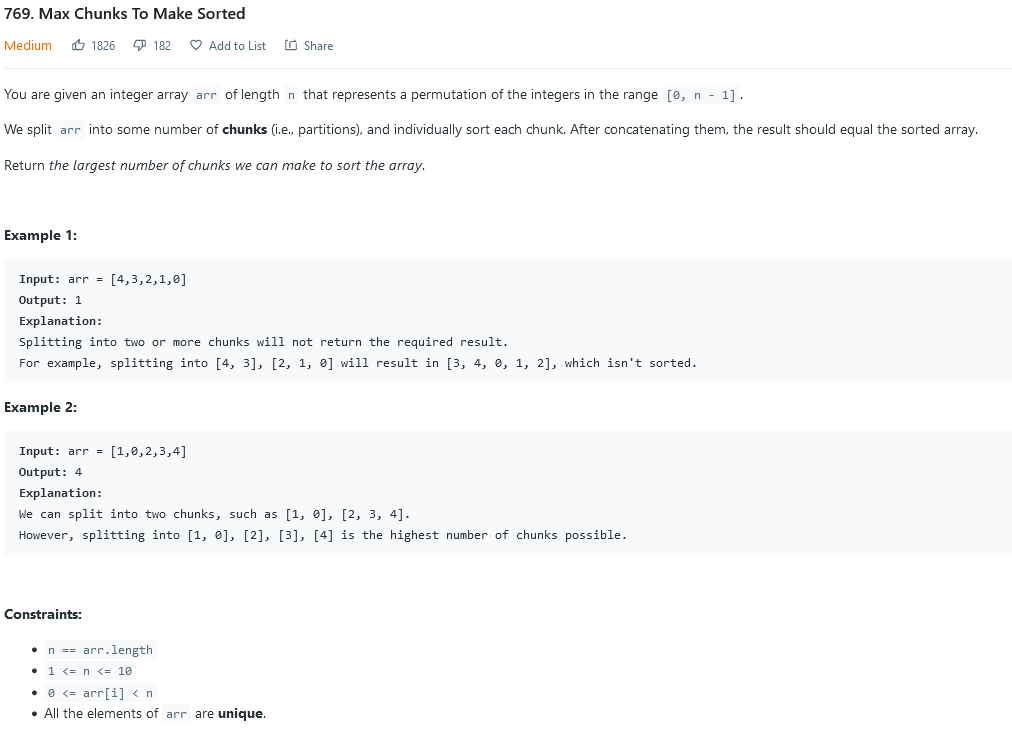 769. Max Chunks To Make Sorted
Medium 1826 182 Add to List Share
You are given an integer array arr of length n that represents a permutation of the integers in the range [0, n - 1].
We split arr into some number of chunks (i.e., partitions), and individually sort each chunk. After concatenating them, the result should equal the sorted array.
Return the largest number of chunks we can make to sort the array.
Example 1:
Input: arr = [4,3,2,1,0]
Output: 1
Explanation:
Splitting into two or more chunks will not return the required result.
For example, splitting into [4, 3], [2, 1, 0] will result in [3, 4, 0, 1, 2], which isn't sorted.
Example 2:
Input: arr = [1,0,2,3,4]
Output: 4
Explanation:
We can split into two chunks, such as [1, 0], [2, 3, 4].
However, splitting into [1, 0], [2], [3], [4] is the highest number of chunks possible.
Constraints:
• n == arr.length
• 1 <= n <= 10
• 0 <= arr[i] < n
• All the elements of arr are unique.